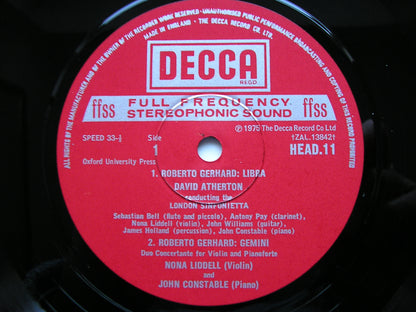 ALL RIGHTS OF THE MANUFACTURER AND OF THE OWNER OF THE RECORDED WORK RESERVED · UNAUTHORISED PUBLIC PERFORMANCE BROADCASTING AND COPYING OF THIS RECORD PROHIBITED
MADE IN ENGLAND · THE DECCA RECORD CO. LTD.
DECCA
REGD.
ffss FULL FREQUENCY ffss
STEREOPHONIC SOUND
Ⓟ 1975 The Decca Record Co Ltd
SPEED 33-⅓ Side †ZAL.13842†
1 HEAD.11
Oxford University Press
1. ROBERTO GERHARD: LIBRA
DAVID ATHERTON
conducting the
LONDON SINFONIETTA
Sebastian Bell (flute and piccolo), Antony Pay (clarinet),
Nona Liddell (violin), John Williams (guitar),
James Holland (percussion), John Constable (piano)
2. ROBERTO GERHARD: GEMINI
Duo Concertante for Violin and Pianoforte
NONA LIDDELL (Violin)
and
JOHN CONSTABLE (Piano)